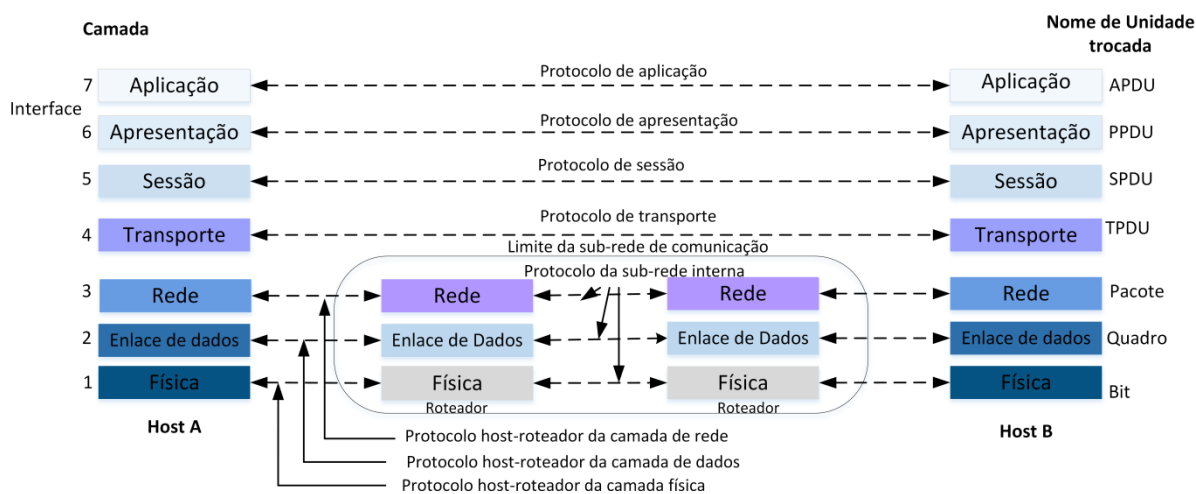 Camada
Nome de Unidade
trocada
7
Aplicação
Protocolo de aplicação
Aplicação
APDU
Interface
6
Apresentação
Protocolo de apresentação
Apresentação
PPDU
5
Sessão
Protocolo de sessão
Sessão
SPDU
4
Transporte
Protocolo de transporte
Transporte
TPDU
Limite da sub-rede de comunicação
Protocolo da sub-rede interna
3
Rede
Rede
Rede
Rede
Pacote
2
Enlace de dados
Enlace de Dados
Enlace de Dados
Enlace de dados
Quadro
1
Física
Física
Física
Física
Bit
Roteador
Roteador
Host A
Host B
Protocolo host-roteador da camada de rede
Protocolo host-roteador da camada de dados
Protocolo host-roteador da camada física